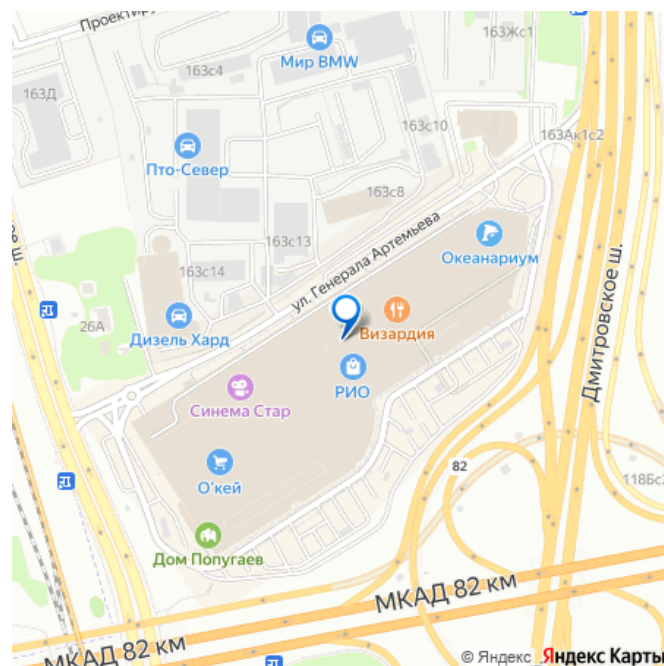 Проектиру
163Жс1
Мир BMW
163с4
163Д
163с10
163Ак1с2
Пто-Север
163с8
163с13
ул. Генерала Артемьева
Океанариум
163с14
26А
Дизель Хард
Визардия
Дмитровское ш.
РИО
Синема Стар
82
О'кей
118Бс2
Дом Попугаев
МКАД 82 км
МКАД 82 км
© Яндекс Яндекс Карты